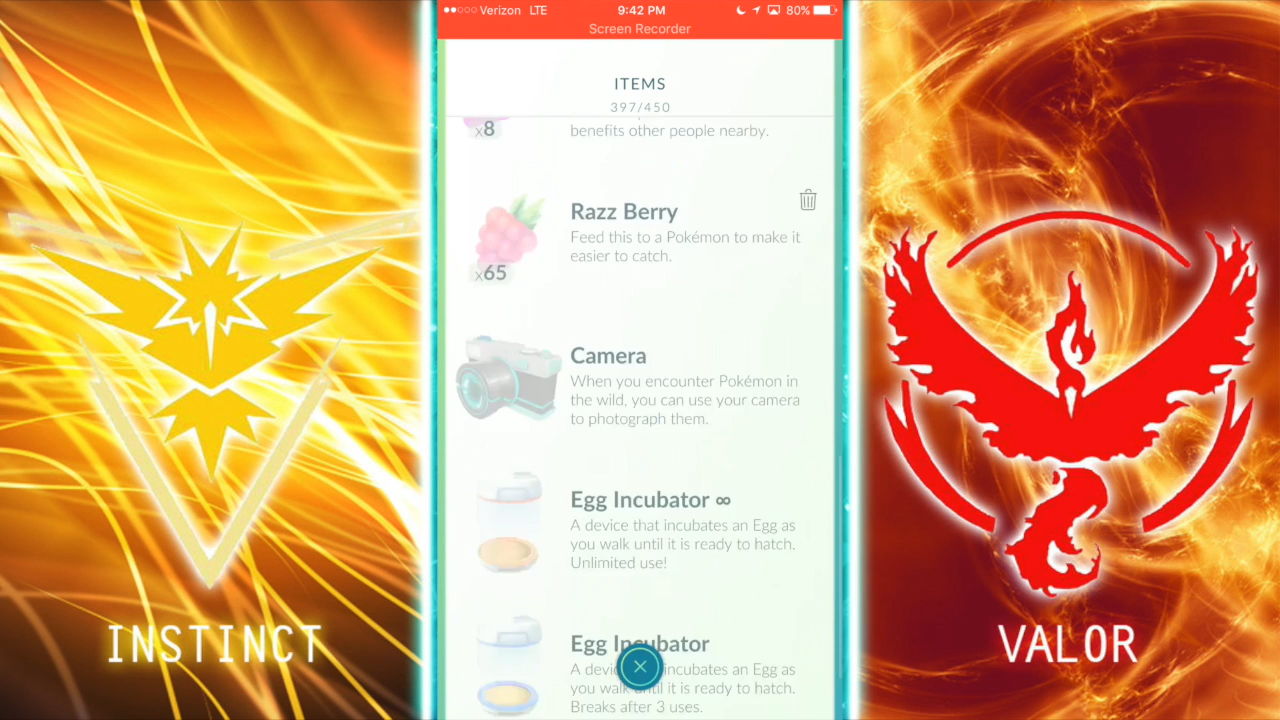 Verizon LTE 9:42 PM 80%
Screen Recorder
ITEMS
397/450
x8
benefits other people nearby.
Razz Berry
Feed this to a Pokémon to make it
easier to catch.
x65
Camera
When you encounter Pokémon in
the wild, you can use your camera
to photograph them.
Egg Incubator ∞
A device that incubates an Egg as
you walk until it is ready to hatch.
Unlimited use!
Egg Incubator
A device incubates an Egg as
you walk until it is ready to hatch.
Breaks after 3 uses.
INSTINCT
VALOR